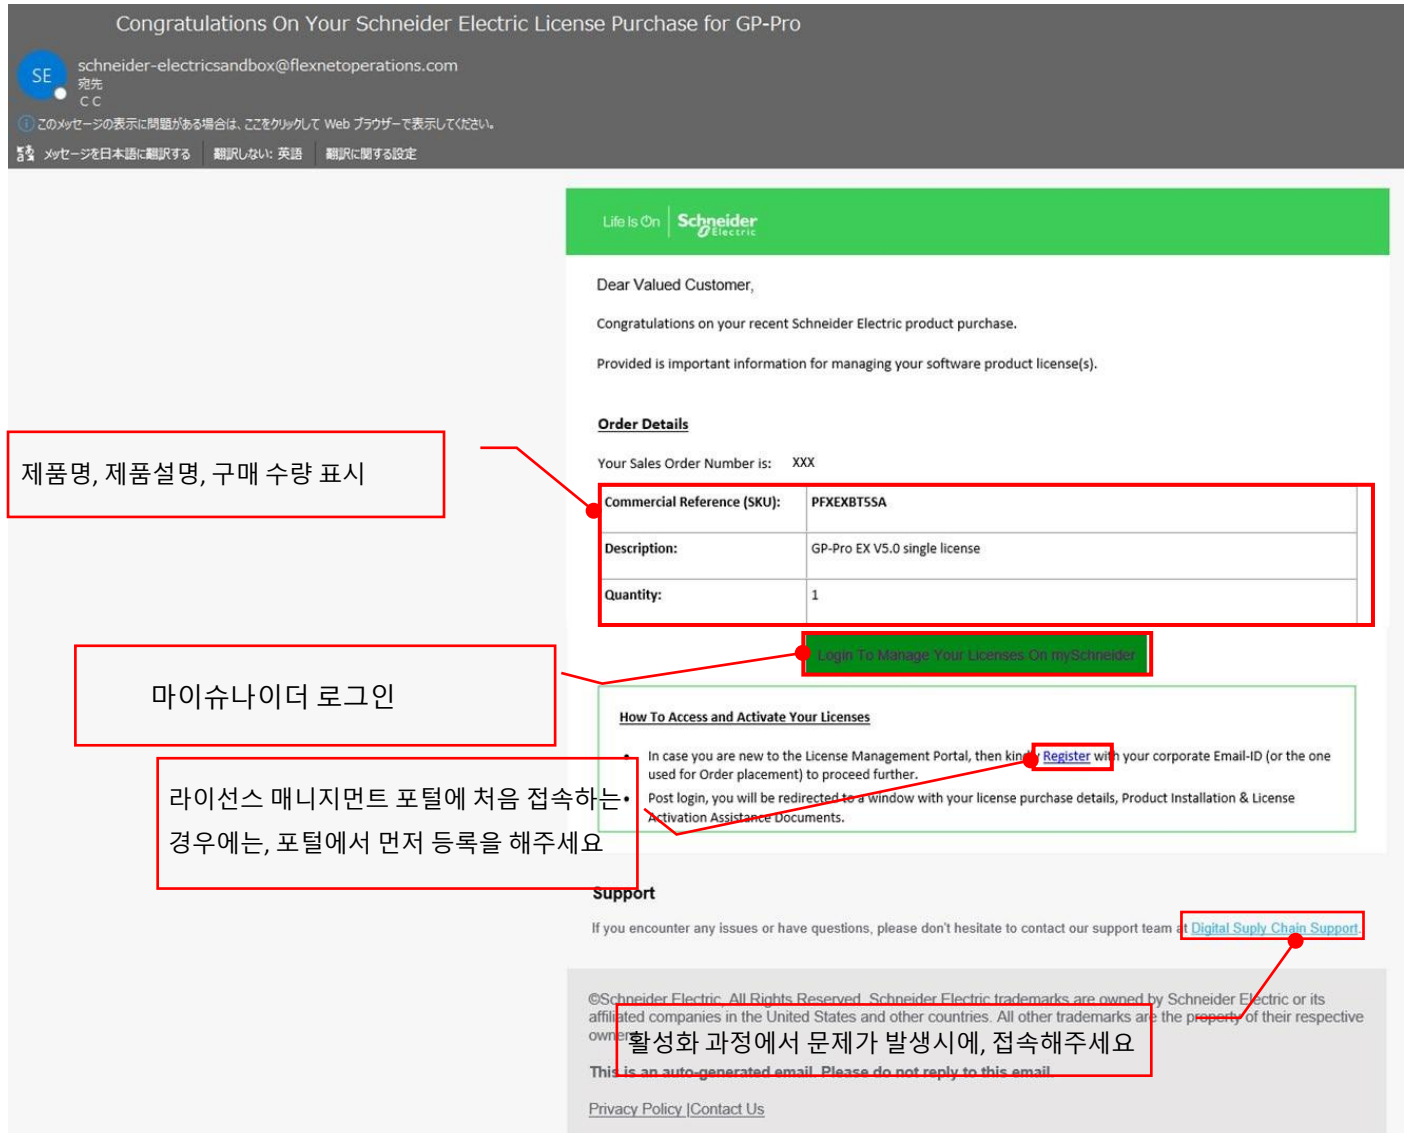 Congratulations On Your Schneider Electric License Purchase for GP-Pro
SE
schneider-electricsandbox@flexnetoperations.com
宛先
ＣＣ
このメッセージの表示に問題がある場合は、ここをクリックして Web ブラウザーで表示してください。
メッセージを日本語に翻訳する
翻訳しない: 英語
翻訳に関する設定
Life Is On
Schneider
Electric
Dear Valued Customer,
Congratulations on your recent Schneider Electric product purchase.
Provided is important information for managing your software product license(s).
Order Details
제품명, 제품설명, 구매 수량 표시
Your Sales Order Number is: XXX
Commercial Reference (SKU): PFXEXBT5SA
Description: GP-Pro EX V5.0 single license
Quantity: 1
Login To Manage Your Licenses On mySchneider
마이슈나이더 로그인
How To Access and Activate Your Licenses
• In case you are new to the License Management Portal, then kindly Register with your corporate Email-ID (or the one
used for Order placement) to proceed further.
• Post login, you will be redirected to a window with your license purchase details, Product Installation & License
Activation Assistance Documents.
라이선스 매니지먼트 포털에 처음 접속하는
경우에는, 포털에서 먼저 등록을 해주세요
Support
If you encounter any issues or have questions, please don't hesitate to contact our support team at Digital Suply Chain Support.
©Schneider Electric, All Rights Reserved. Schneider Electric trademarks are owned by Schneider Electric or its
affiliated companies in the United States and other countries. All other trademarks are the property of their respective
owner
활성화 과정에서 문제가 발생시에, 접속해주세요
This is an auto-generated email. Please do not reply to this email.
Privacy Policy |Contact Us